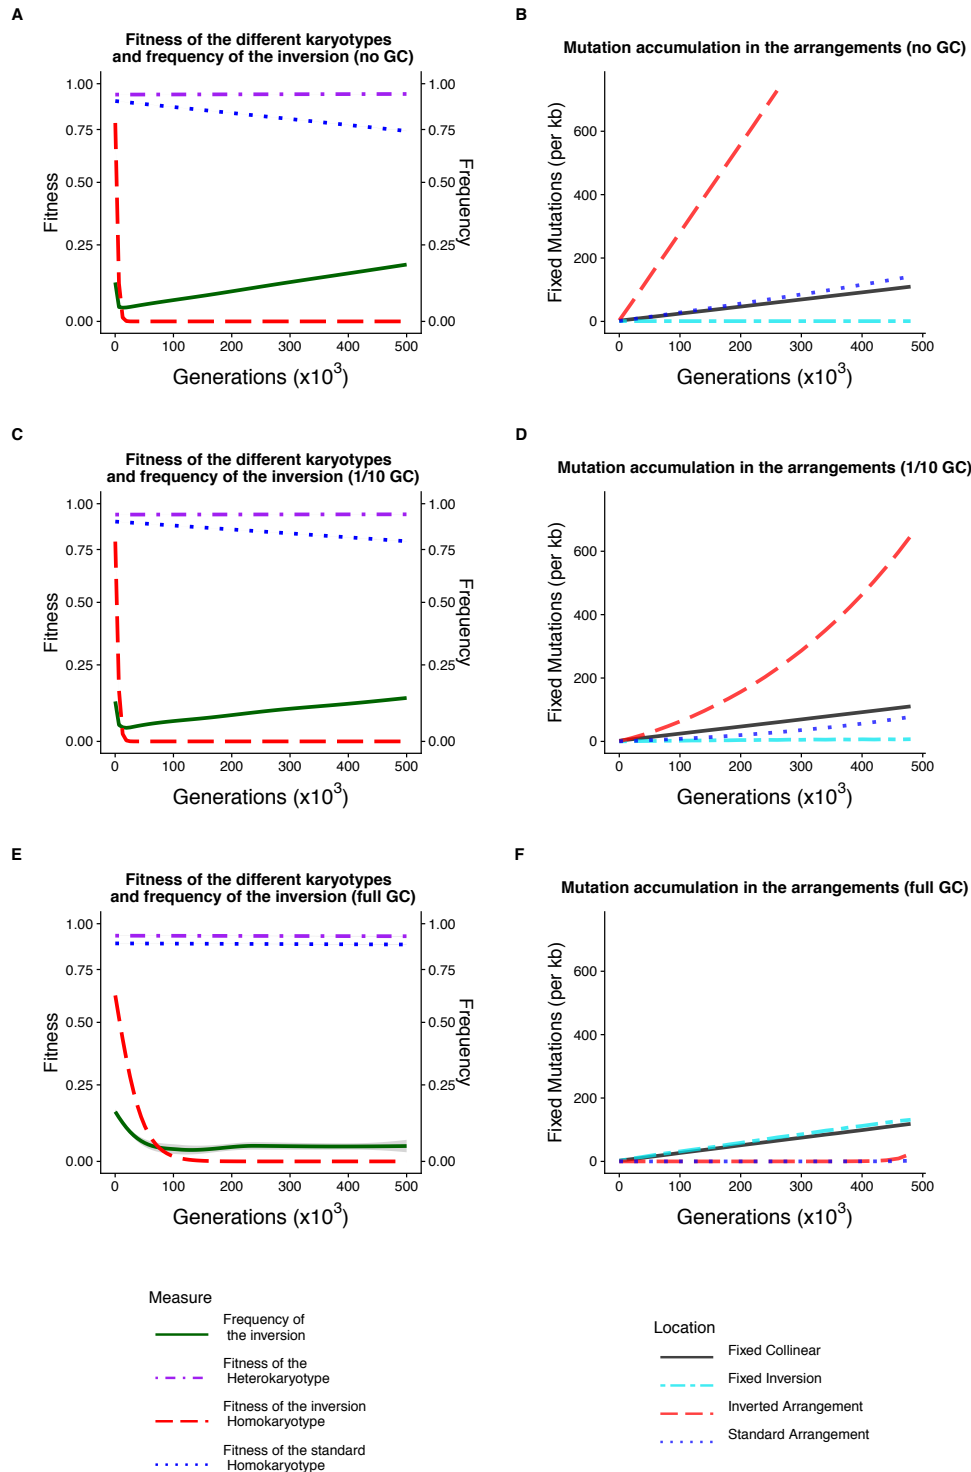 A
Fitness of the different karyotypes
and frequency of the inversion (no GC)
1.00
0.75
0.50
0.25
0.00
Fitness
1.00
0.75
0.50
0.25
0.00
Frequency
0 100 200 300 400 500
Generations (x10³)
B
Mutation accumulation in the arrangements (no GC)
Fixed Mutations (per kb)
600
400
200
0
0 100 200 300 400 500
Generations (x10³)
C
Fitness of the different karyotypes
and frequency of the inversion (1/10 GC)
1.00
0.75
0.50
0.25
0.00
Fitness
1.00
0.75
0.50
0.25
0.00
Frequency
0 100 200 300 400 500
Generations (x10³)
D
Mutation accumulation in the arrangements (1/10 GC)
Fixed Mutations (per kb)
600
400
200
0
0 100 200 300 400 500
Generations (x10³)
E
Fitness of the different karyotypes
and frequency of the inversion (full GC)
1.00
0.75
0.50
0.25
0.00
Fitness
1.00
0.75
0.50
0.25
0.00
Frequency
0 100 200 300 400 500
Generations (x10³)
F
Mutation accumulation in the arrangements (full GC)
Fixed Mutations (per kb)
600
400
200
0
0 100 200 300 400 500
Generations (x10³)
Measure
Frequency of
the inversion
Fitness of the
Heterokaryotype
Fitness of the inversion
Homokaryotype
Fitness of the standard
Homokaryotype
Location
Fixed Collinear
Fixed Inversion
Inverted Arrangement
Standard Arrangement